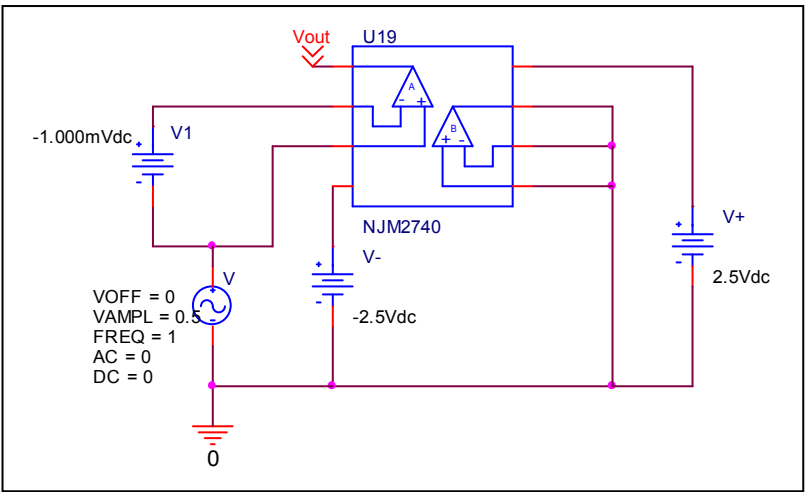 Vout
U19
A
- +
B
+ -
-1.000mVdc
V1
+
-
NJM2740
V+
+
-
2.5Vdc
V-
+
-
-2.5Vdc
V
+
-
VOFF = 0
VAMPL = 0.5
FREQ = 1
AC = 0
DC = 0
0